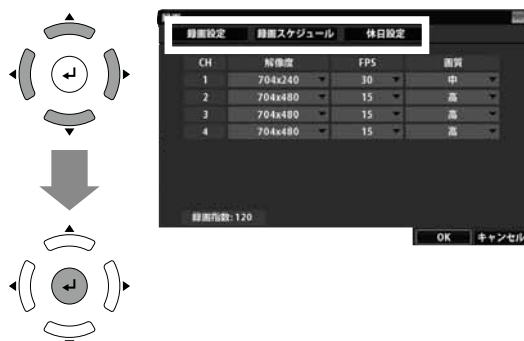 録画設定 録画スケジュール 休日設定
CH 解像度 FPS 画質
1 704x240 30 中
2 704x480 15 高
3 704x480 15 高
4 704x480 15 高
録画指数: 120
OK キャンセル